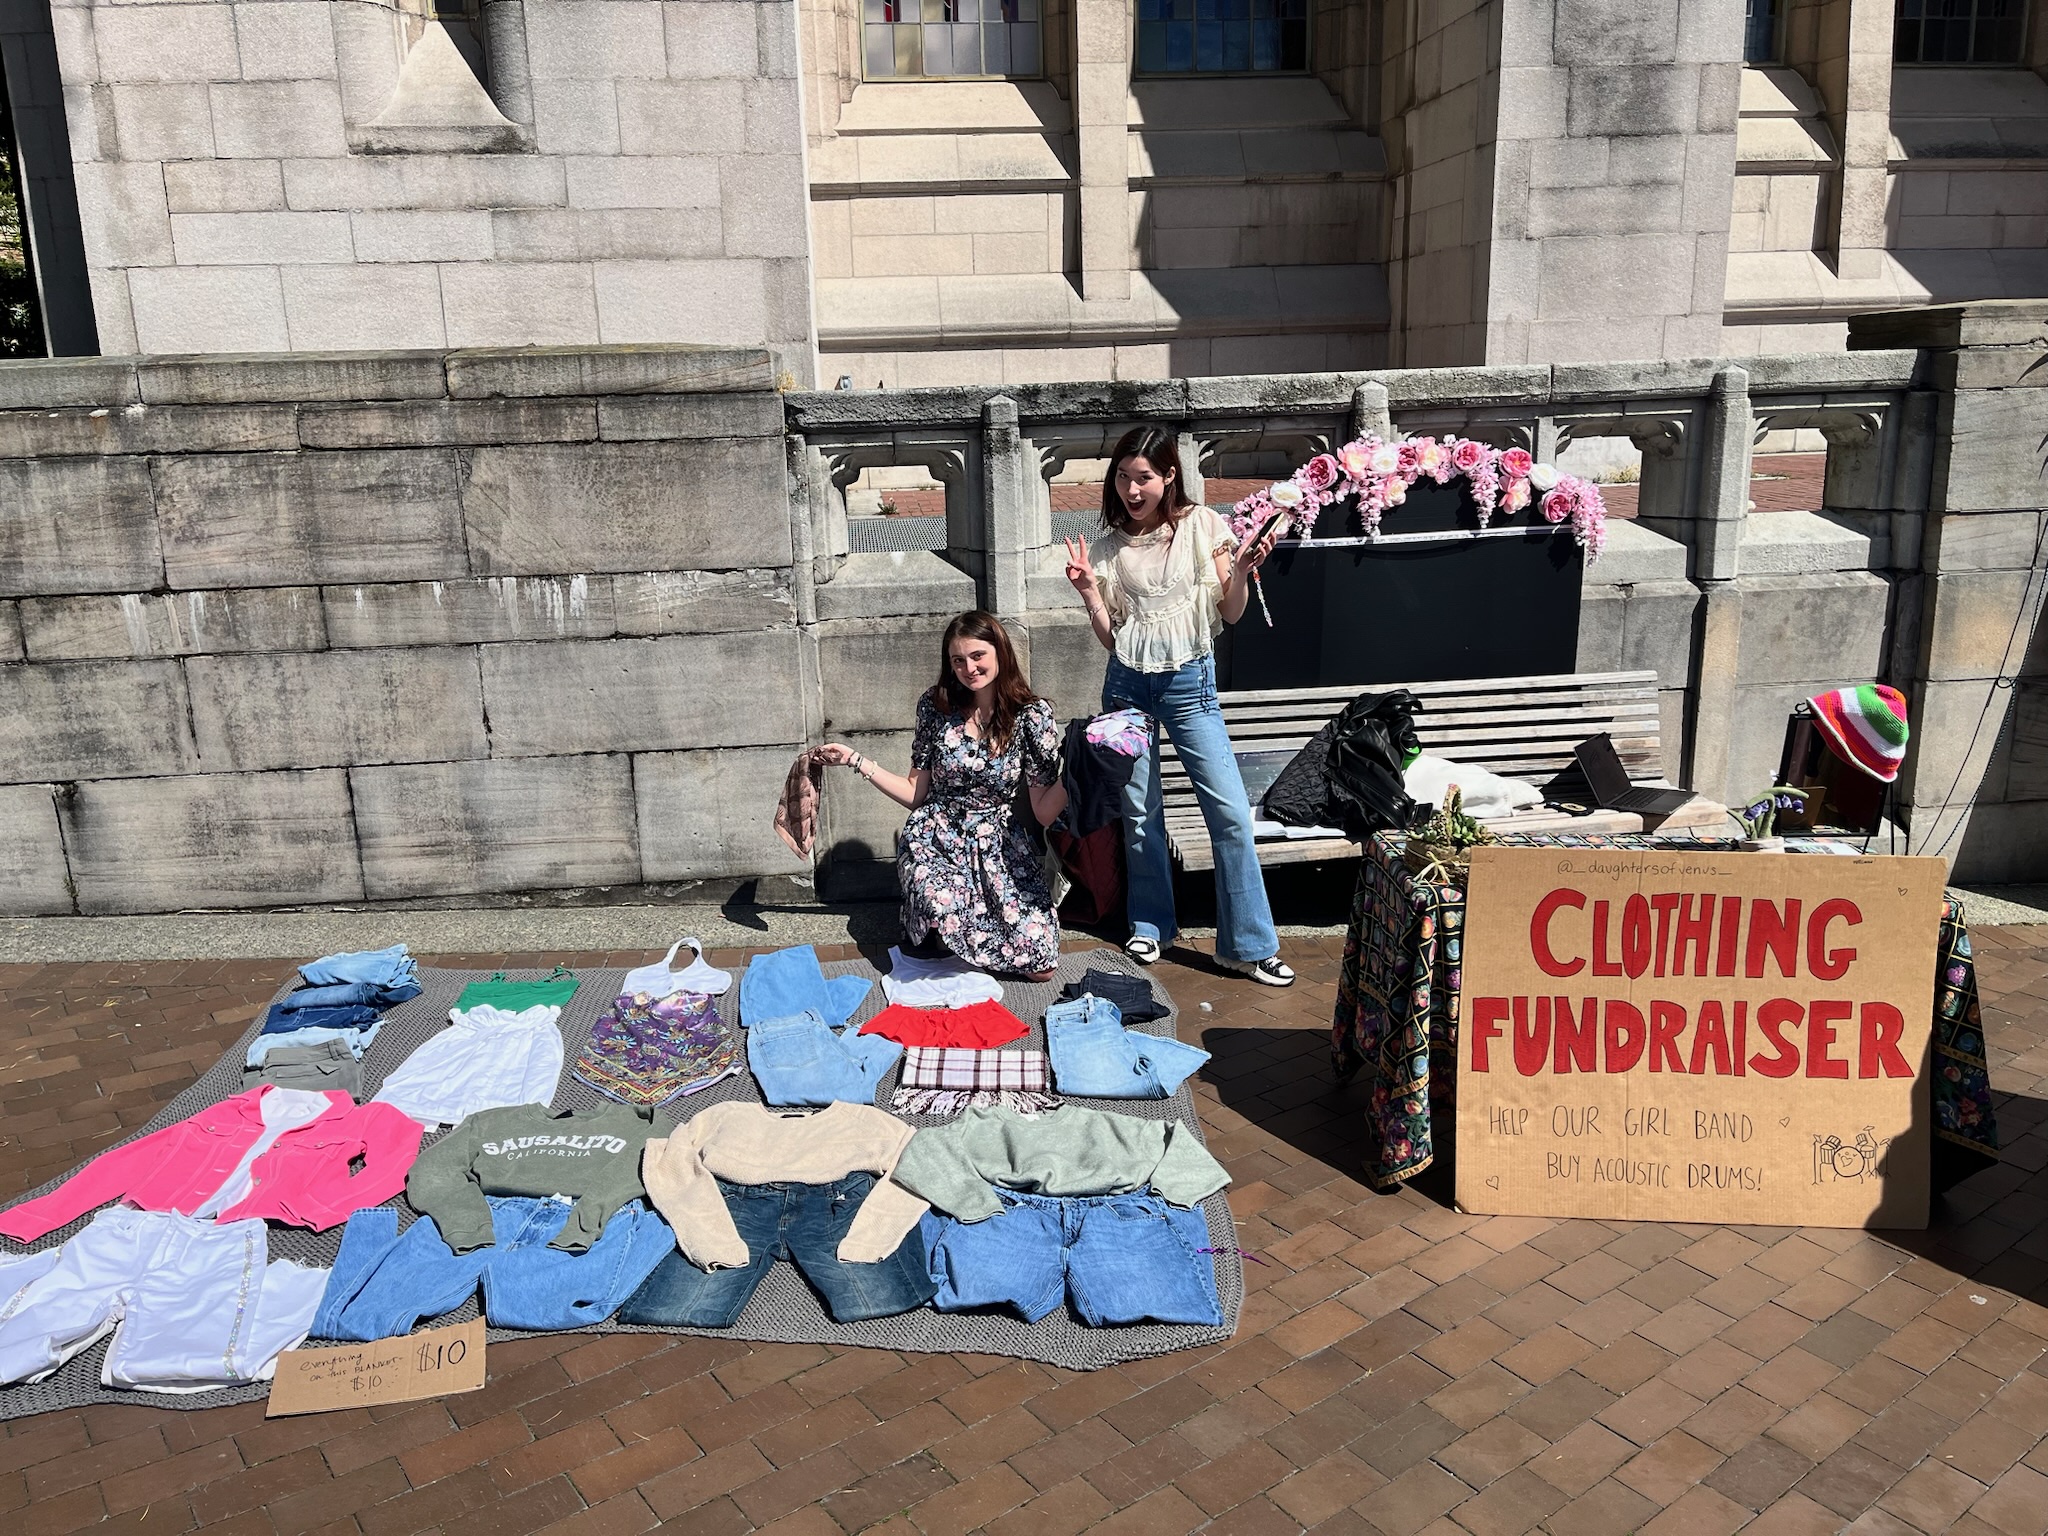 @_daughtersofvenus_
CLOTHING
FUNDRAISER
HELP OUR GIRL BAND
BUY ACOUSTIC DRUMS!
SAUSALITO
CALIFORNIA
everything
on this BLANKET
$10
$10